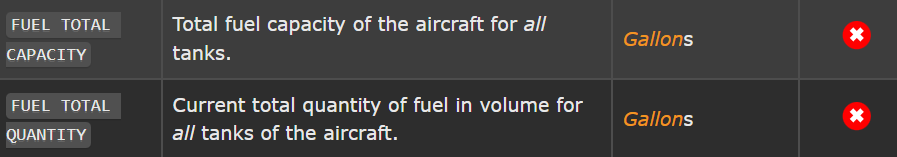 FUEL TOTAL CAPACITY
Total fuel capacity of the aircraft for all
tanks.
Gallons
FUEL TOTAL QUANTITY
Current total quantity of fuel in volume for
all tanks of the aircraft.
Gallons